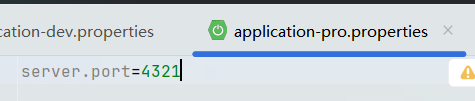 cation-dev.properties application-pro.properties
server.port=4321